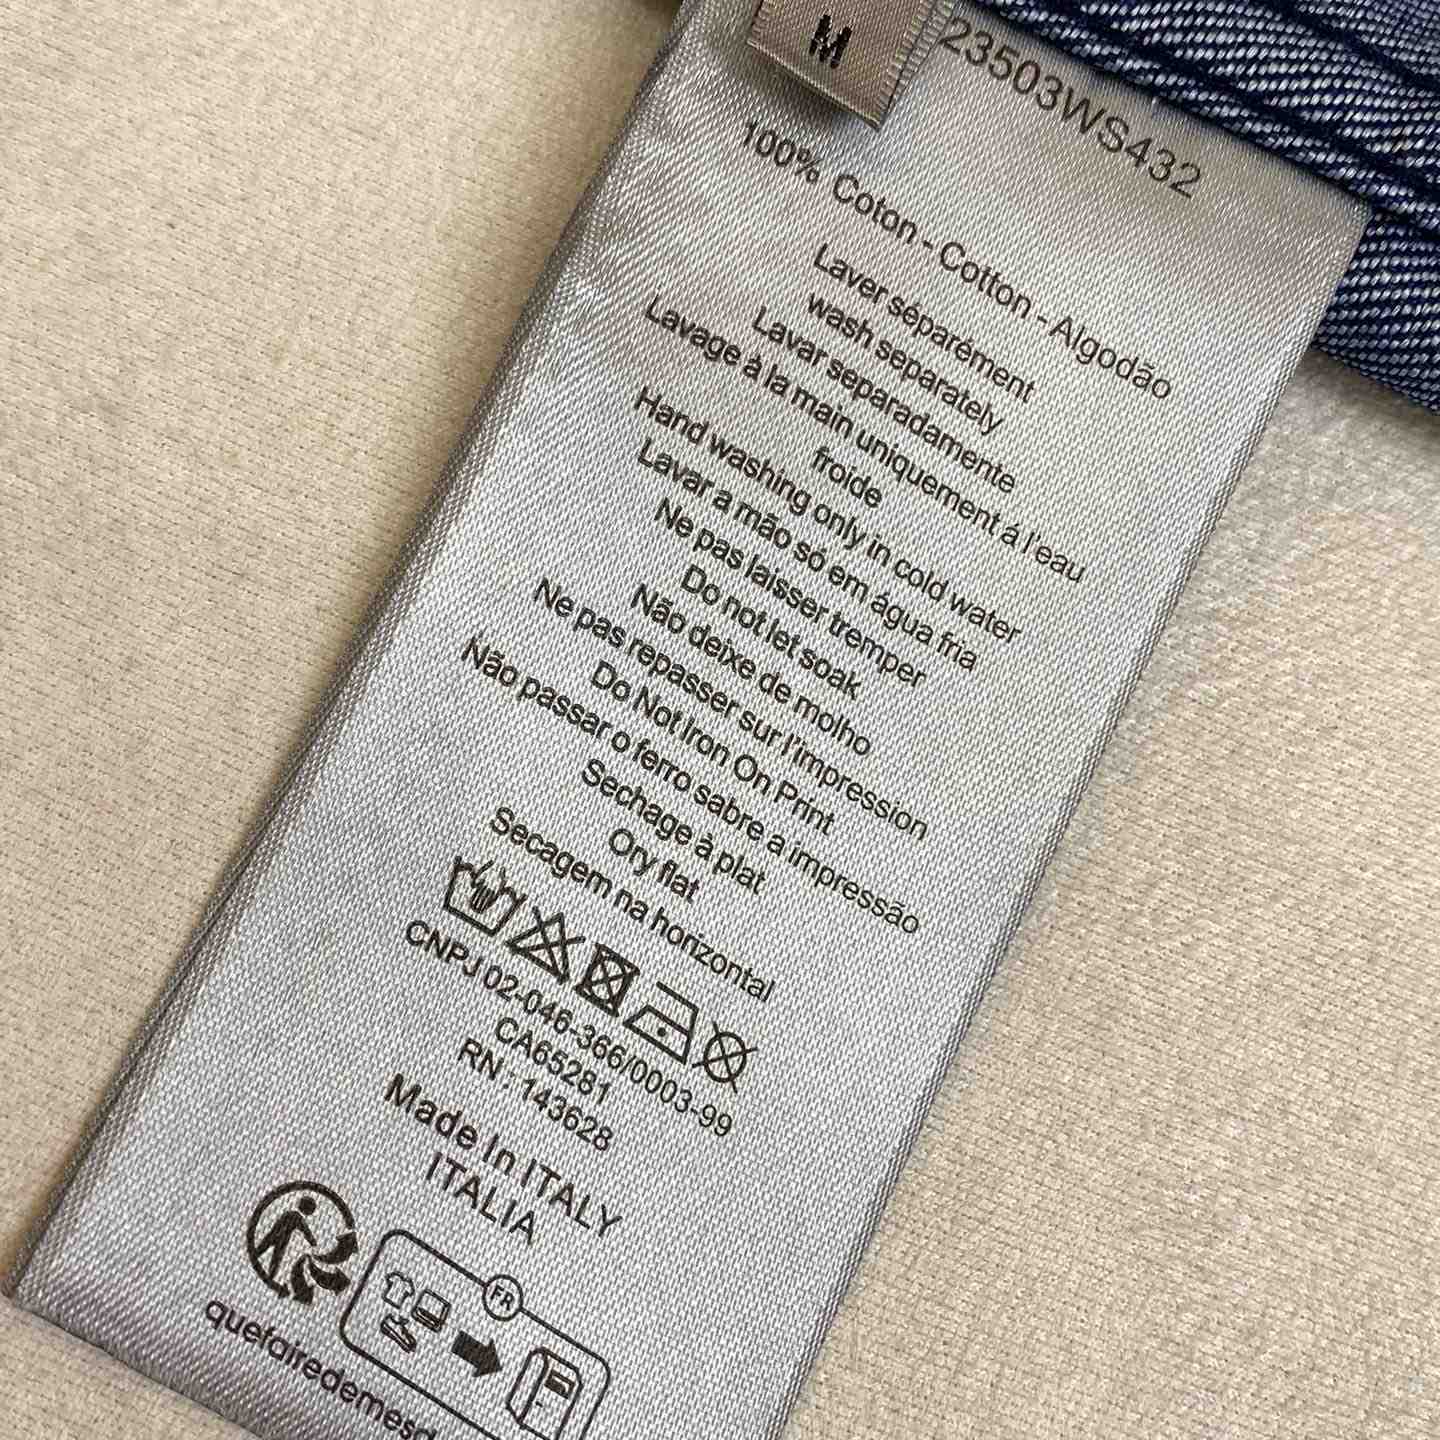 M
23503WS432
100% Coton - Cotton - Algodão
Laver séparément
wash separately
Lavar separadamente
Lavage à la main uniquement á l'eau
froide
Hand washing only in cold water
Lavar a mão só em água fria
Ne pas laisser tremper
Do not let soak
Não deixe de molho
Ne pas repasser sur l'impression
Do Not Iron On Print
Não passar o ferro sabre a impressão
Sechage à plat
Ory flat
Secagem na horizontal
CNPJ 02-046-366/0003-99
CA65281
RN : 143628
Made In ITALY
ITALIA
FR